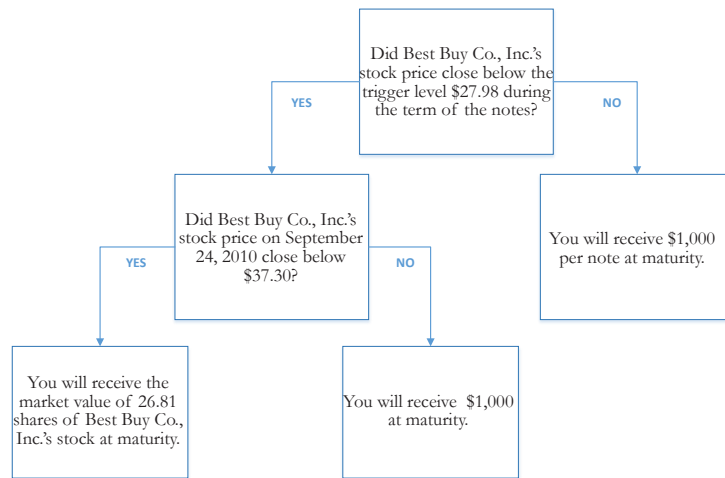 Did Best Buy Co., Inc.'s
stock price close below the
trigger level $27.98 during
the term of the notes?
YES
NO
Did Best Buy Co., Inc.'s
stock price on September
24, 2010 close below
$37.30?
You will receive $1,000
per note at maturity.
YES
NO
You will receive the
market value of 26.81
shares of Best Buy Co.,
Inc.'s stock at maturity.
You will receive $1,000
at maturity.